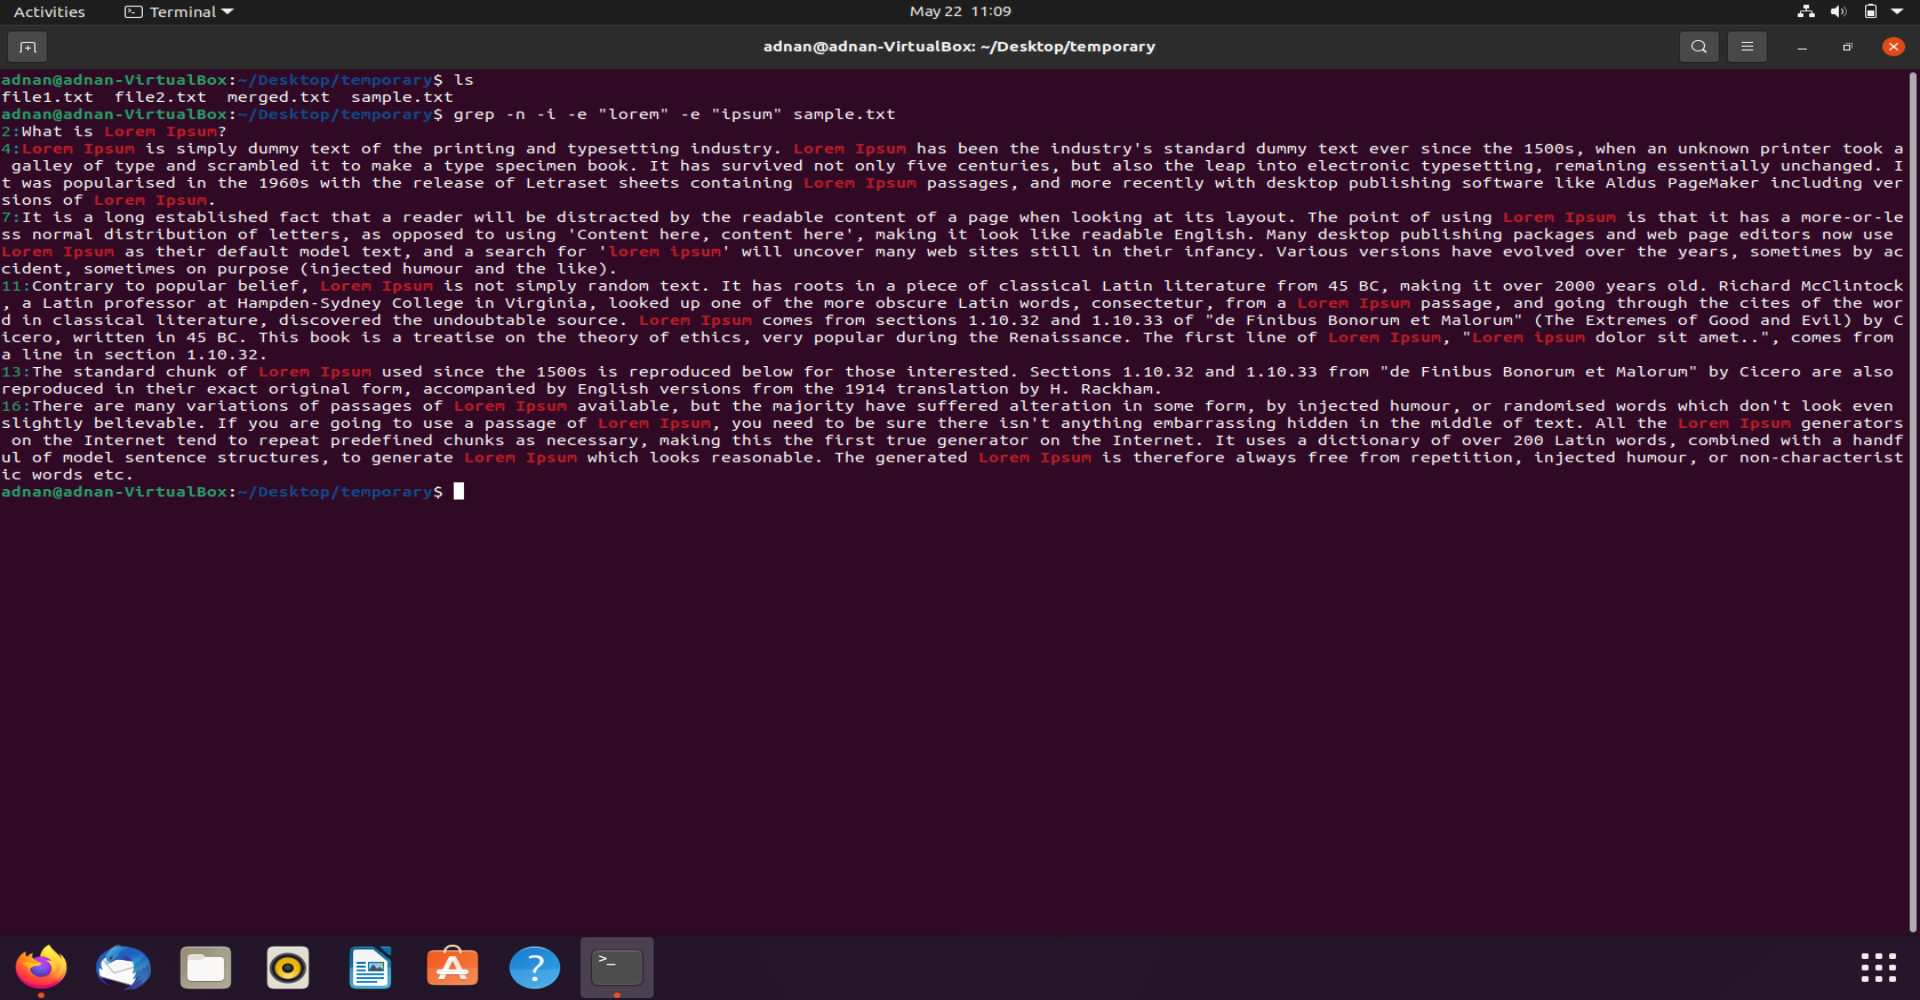 Activities Terminal May 22 11:09
adnan@adnan-VirtualBox: ~/Desktop/temporary
adnan@adnan-VirtualBox:~/Desktop/temporary$ ls
file1.txt file2.txt merged.txt sample.txt
adnan@adnan-VirtualBox:~/Desktop/temporary$ grep -n -i -e "lorem" -e "ipsum" sample.txt
2:What is Lorem Ipsum?
4:Lorem Ipsum is simply dummy text of the printing and typesetting industry. Lorem Ipsum has been the industry's standard dummy text ever since the 1500s, when an unknown printer took a
galley of type and scrambled it to make a type specimen book. It has survived not only five centuries, but also the leap into electronic typesetting, remaining essentially unchanged. I
t was popularised in the 1960s with the release of Letraset sheets containing Lorem Ipsum passages, and more recently with desktop publishing software like Aldus PageMaker including ver
sions of Lorem Ipsum.
7:It is a long established fact that a reader will be distracted by the readable content of a page when looking at its layout. The point of using Lorem Ipsum is that it has a more-or-le
ss normal distribution of letters, as opposed to using 'Content here, content here', making it look like readable English. Many desktop publishing packages and web page editors now use
Lorem Ipsum as their default model text, and a search for 'lorem ipsum' will uncover many web sites still in their infancy. Various versions have evolved over the years, sometimes by ac
cident, sometimes on purpose (injected humour and the like).
11:Contrary to popular belief, Lorem Ipsum is not simply random text. It has roots in a piece of classical Latin literature from 45 BC, making it over 2000 years old. Richard McClintock
, a Latin professor at Hampden-Sydney College in Virginia, looked up one of the more obscure Latin words, consectetur, from a Lorem Ipsum passage, and going through the cites of the wor
d in classical literature, discovered the undoubtable source. Lorem Ipsum comes from sections 1.10.32 and 1.10.33 of "de Finibus Bonorum et Malorum" (The Extremes of Good and Evil) by C
icero, written in 45 BC. This book is a treatise on the theory of ethics, very popular during the Renaissance. The first line of Lorem Ipsum, "Lorem ipsum dolor sit amet..", comes from
a line in section 1.10.32.
13:The standard chunk of Lorem Ipsum used since the 1500s is reproduced below for those interested. Sections 1.10.32 and 1.10.33 from "de Finibus Bonorum et Malorum" by Cicero are also
reproduced in their exact original form, accompanied by English versions from the 1914 translation by H. Rackham.
16:There are many variations of passages of Lorem Ipsum available, but the majority have suffered alteration in some form, by injected humour, or randomised words which don't look even
slightly believable. If you are going to use a passage of Lorem Ipsum, you need to be sure there isn't anything embarrassing hidden in the middle of text. All the Lorem Ipsum generators
on the Internet tend to repeat predefined chunks as necessary, making this the first true generator on the Internet. It uses a dictionary of over 200 Latin words, combined with a handf
ul of model sentence structures, to generate Lorem Ipsum which looks reasonable. The generated Lorem Ipsum is therefore always free from repetition, injected humour, or non-characterist
ic words etc.
adnan@adnan-VirtualBox:~/Desktop/temporary$